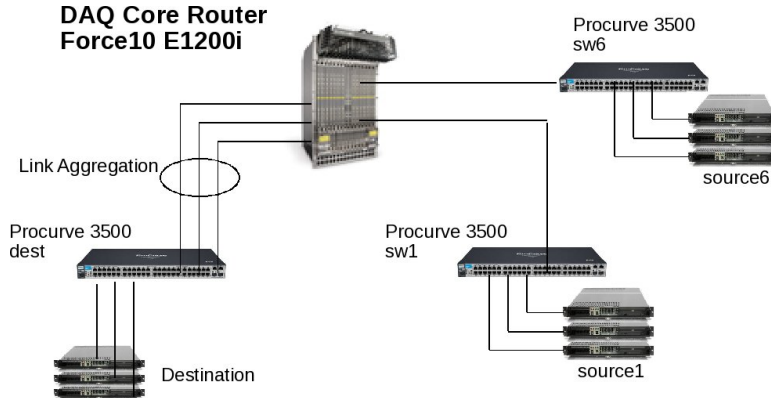 DAQ Core Router
Force10 E1200i
Procurve 3500
sw6
source6
Link Aggregation
Procurve 3500
dest
Procurve 3500
sw1
source1
Destination